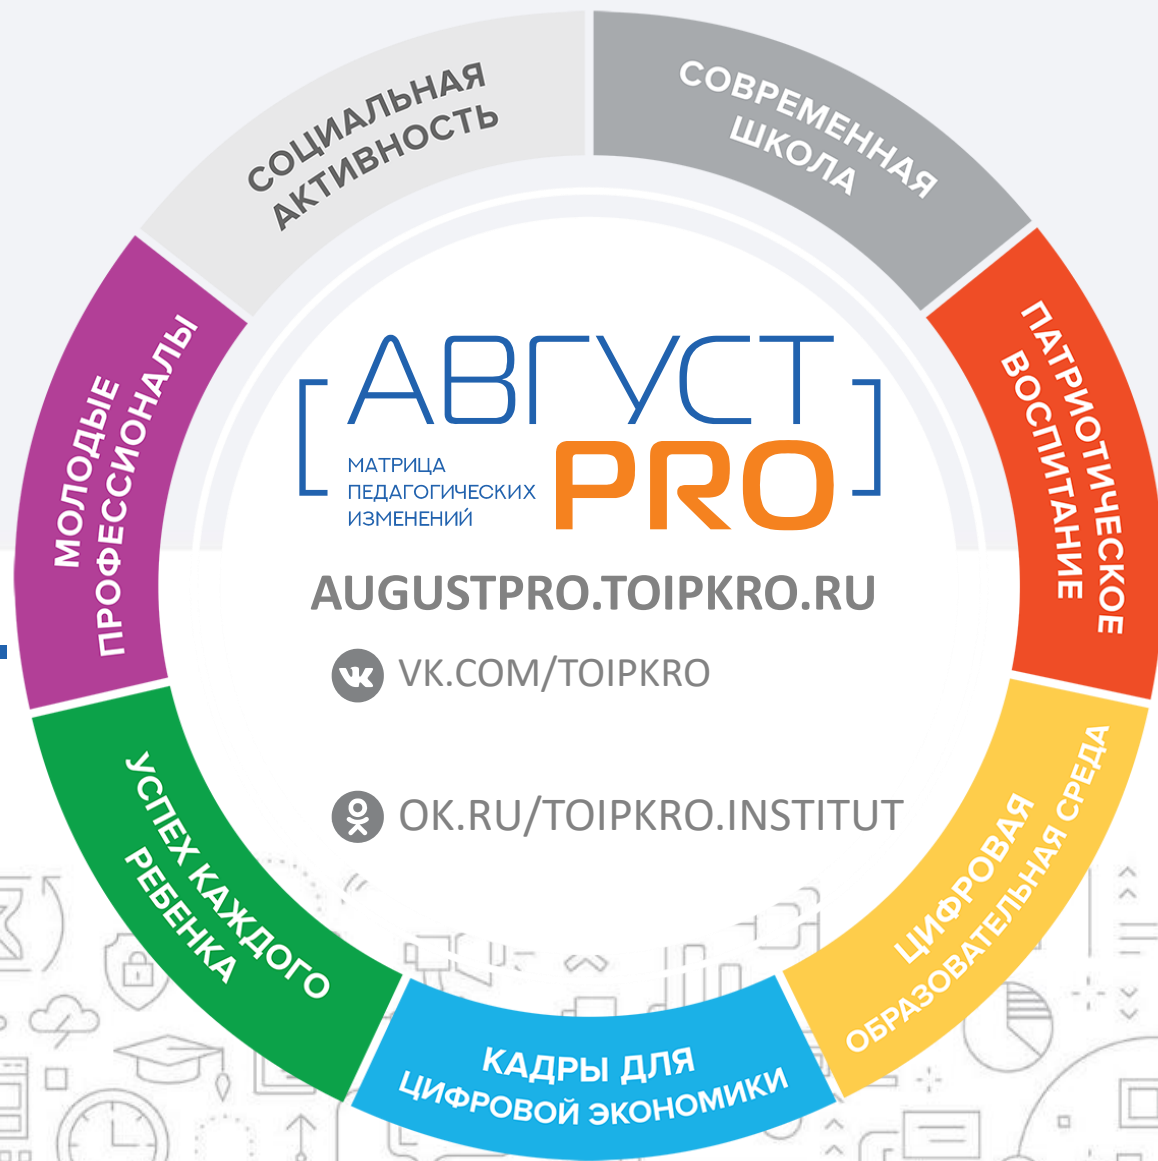 СОЦИАЛЬНАЯ
АКТИВНОСТЬ
СОВРЕМЕННАЯ
ШКОЛА
ПАТРИОТИЧЕСКОЕ
ВОСПИТАНИЕ
МОЛОДЫЕ
ПРОФЕССИОНАЛЫ
[АВГУСТ
PRO]
МАТРИЦА
ПЕДАГОГИЧЕСКИХ
ИЗМЕНЕНИЙ
AUGUSTPRO.TOIPKRO.RU
VK.COM/TOIPKRO
OK.RU/TOIPKRO.INSTITUT
УСПЕХ КАЖДОГО
РЕБЕНКА
ЦИФРОВАЯ
ОБРАЗОВАТЕЛЬНАЯ СРЕДА
КАДРЫ ДЛЯ
ЦИФРОВОЙ ЭКОНОМИКИ